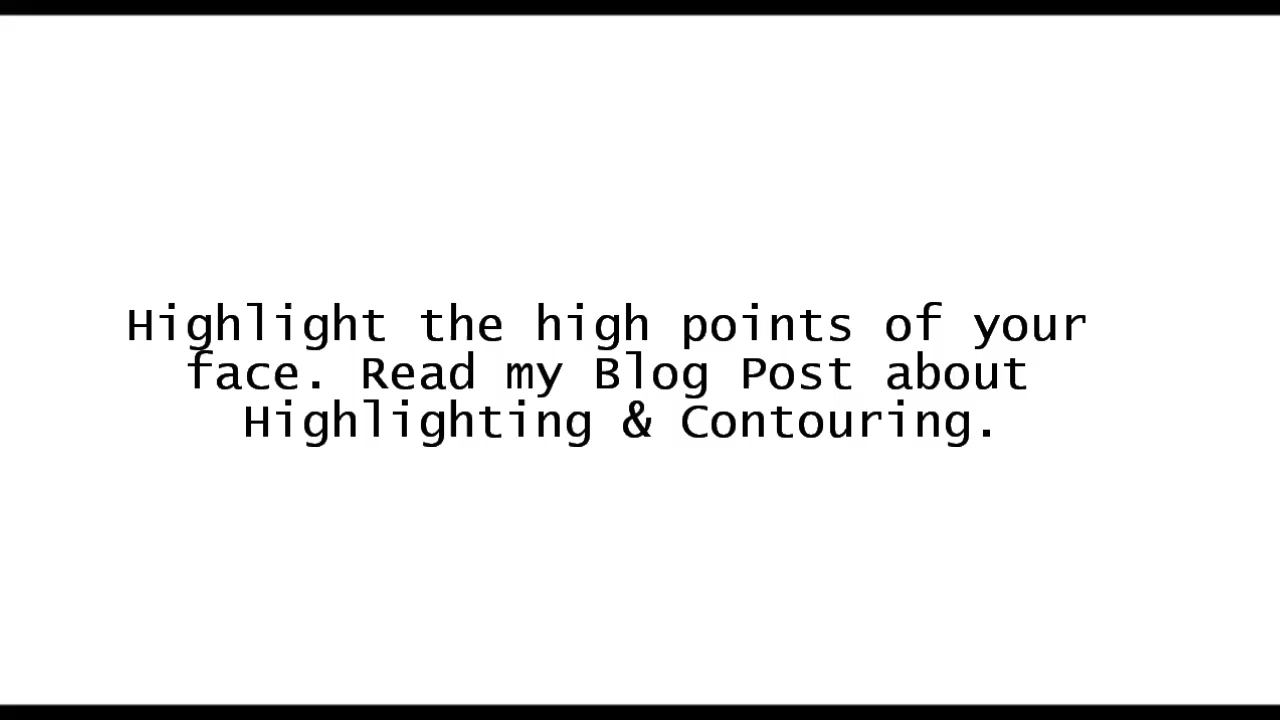 Highlight the high points of your
face. Read my Blog Post about
Highlighting & Contouring.